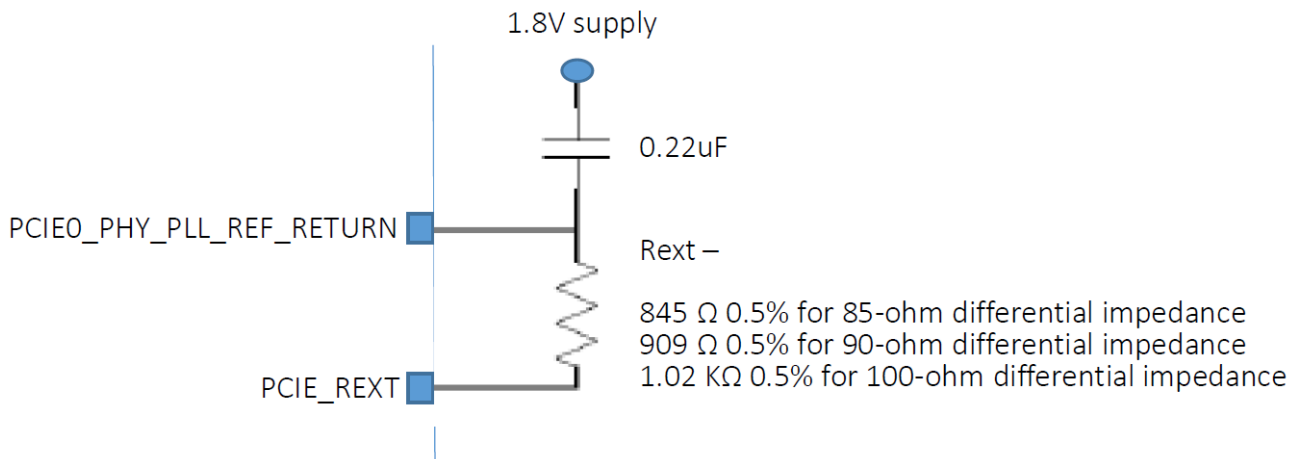 1.8V supply
0.22uF
PCIE0_PHY_PLL_REF_RETURN
Rext –
845 Ω 0.5% for 85-ohm differential impedance
909 Ω 0.5% for 90-ohm differential impedance
1.02 KΩ 0.5% for 100-ohm differential impedance
PCIE_REXT